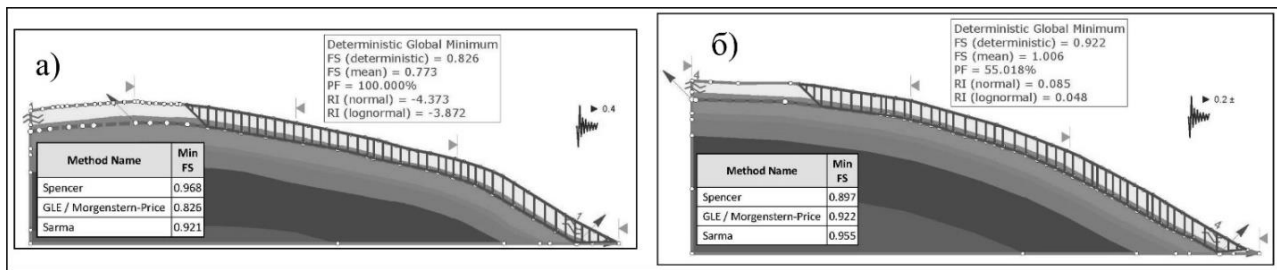 а)
Deterministic Global Minimum
FS (deterministic) = 0.826
FS (mean) = 0.773
PF = 100.000%
RI (normal) = -4.373
RI (lognormal) = -3.872
0.4
Method Name Min FS
Spencer 0.968
GLE / Morgenstern-Price 0.826
Sarma 0.921
б)
Deterministic Global Minimum
FS (deterministic) = 0.922
FS (mean) = 1.006
PF = 55.018%
RI (normal) = 0.085
RI (lognormal) = 0.048
0.2 ±
Method Name Min FS
Spencer 0.897
GLE / Morgenstern-Price 0.922
Sarma 0.955